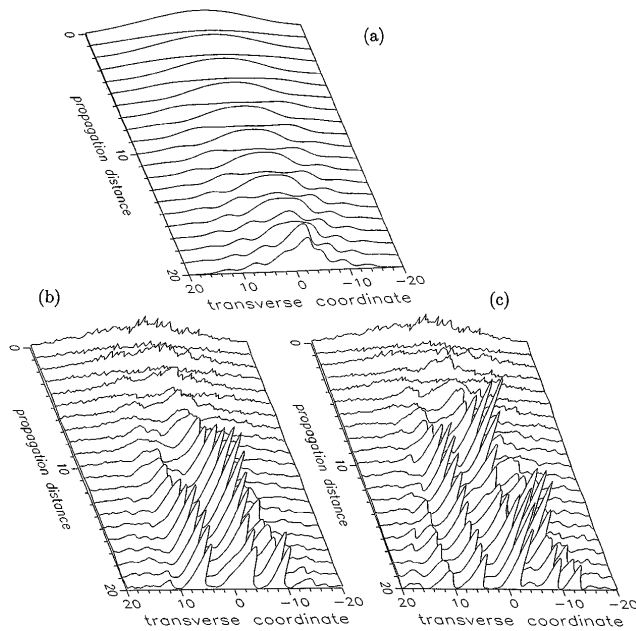 (a)
0
10
20
propagation distance
20 10 0 -10 -20
transverse coordinate
(b)
0
10
20
propagation distance
20 10 0 -10 -20
transverse coordinate
(c)
0
10
20
propagation distance
20 10 0 -10 -20
transverse coordinate